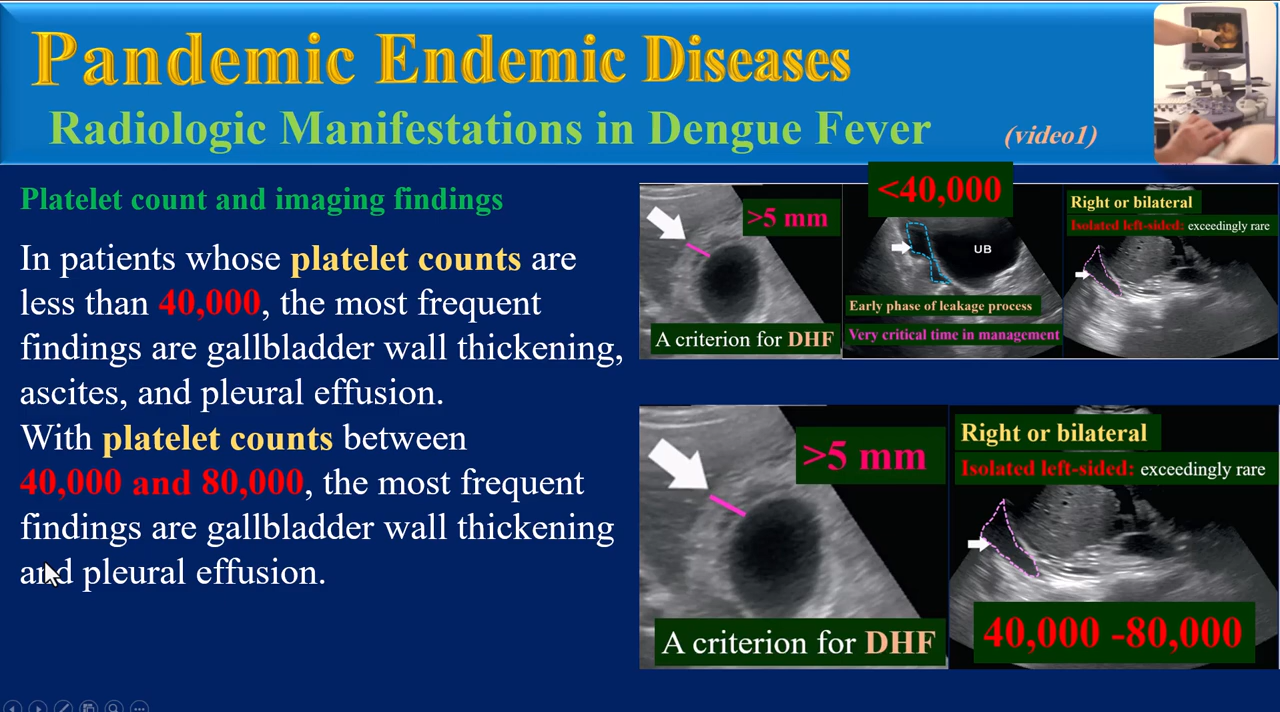 Pandemic Endemic Diseases
Radiologic Manifestations in Dengue Fever (video1)
Platelet count and imaging findings
In patients whose platelet counts are
less than 40,000, the most frequent
findings are gallbladder wall thickening,
ascites, and pleural effusion.
With platelet counts between
40,000 and 80,000, the most frequent
findings are gallbladder wall thickening
and pleural effusion.
<40,000
>5 mm
A criterion for DHF
UB
Early phase of leakage process
Very critical time in management
Right or bilateral
Isolated left-sided: exceedingly rare
>5 mm
A criterion for DHF
Right or bilateral
Isolated left-sided: exceedingly rare
40,000 -80,000